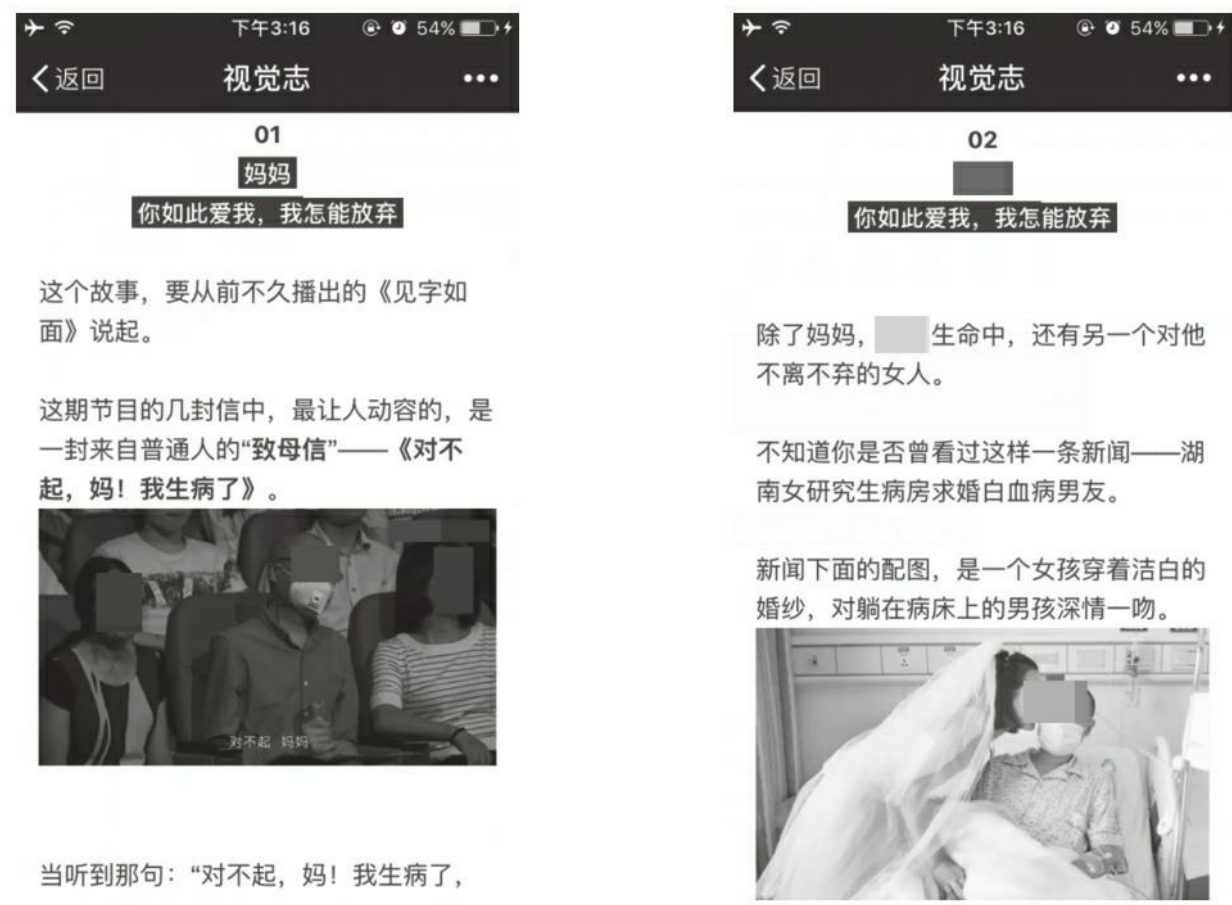 下午3:16 54%
返回 视觉志
01
妈妈
你如此爱我,我怎能放弃
这个故事,要从前不久播出的《见字如
面》说起。
这期节目的几封信中,最让人动容的,是
一封来自普通人的“致母信”——《对不
起,妈!我生病了》。
对不起 妈妈
当听到那句:“对不起,妈!我生病了,
下午3:16 54%
返回 视觉志
02
你如此爱我,我怎能放弃
除了妈妈, 生命中,还有另一个对他
不离不弃的女人。
不知道你是否曾看过这样一条新闻——湖
南女研究生病房求婚白血病男友。
新闻下面的配图,是一个女孩穿着洁白的
婚纱,对躺在病床上的男孩深情一吻。